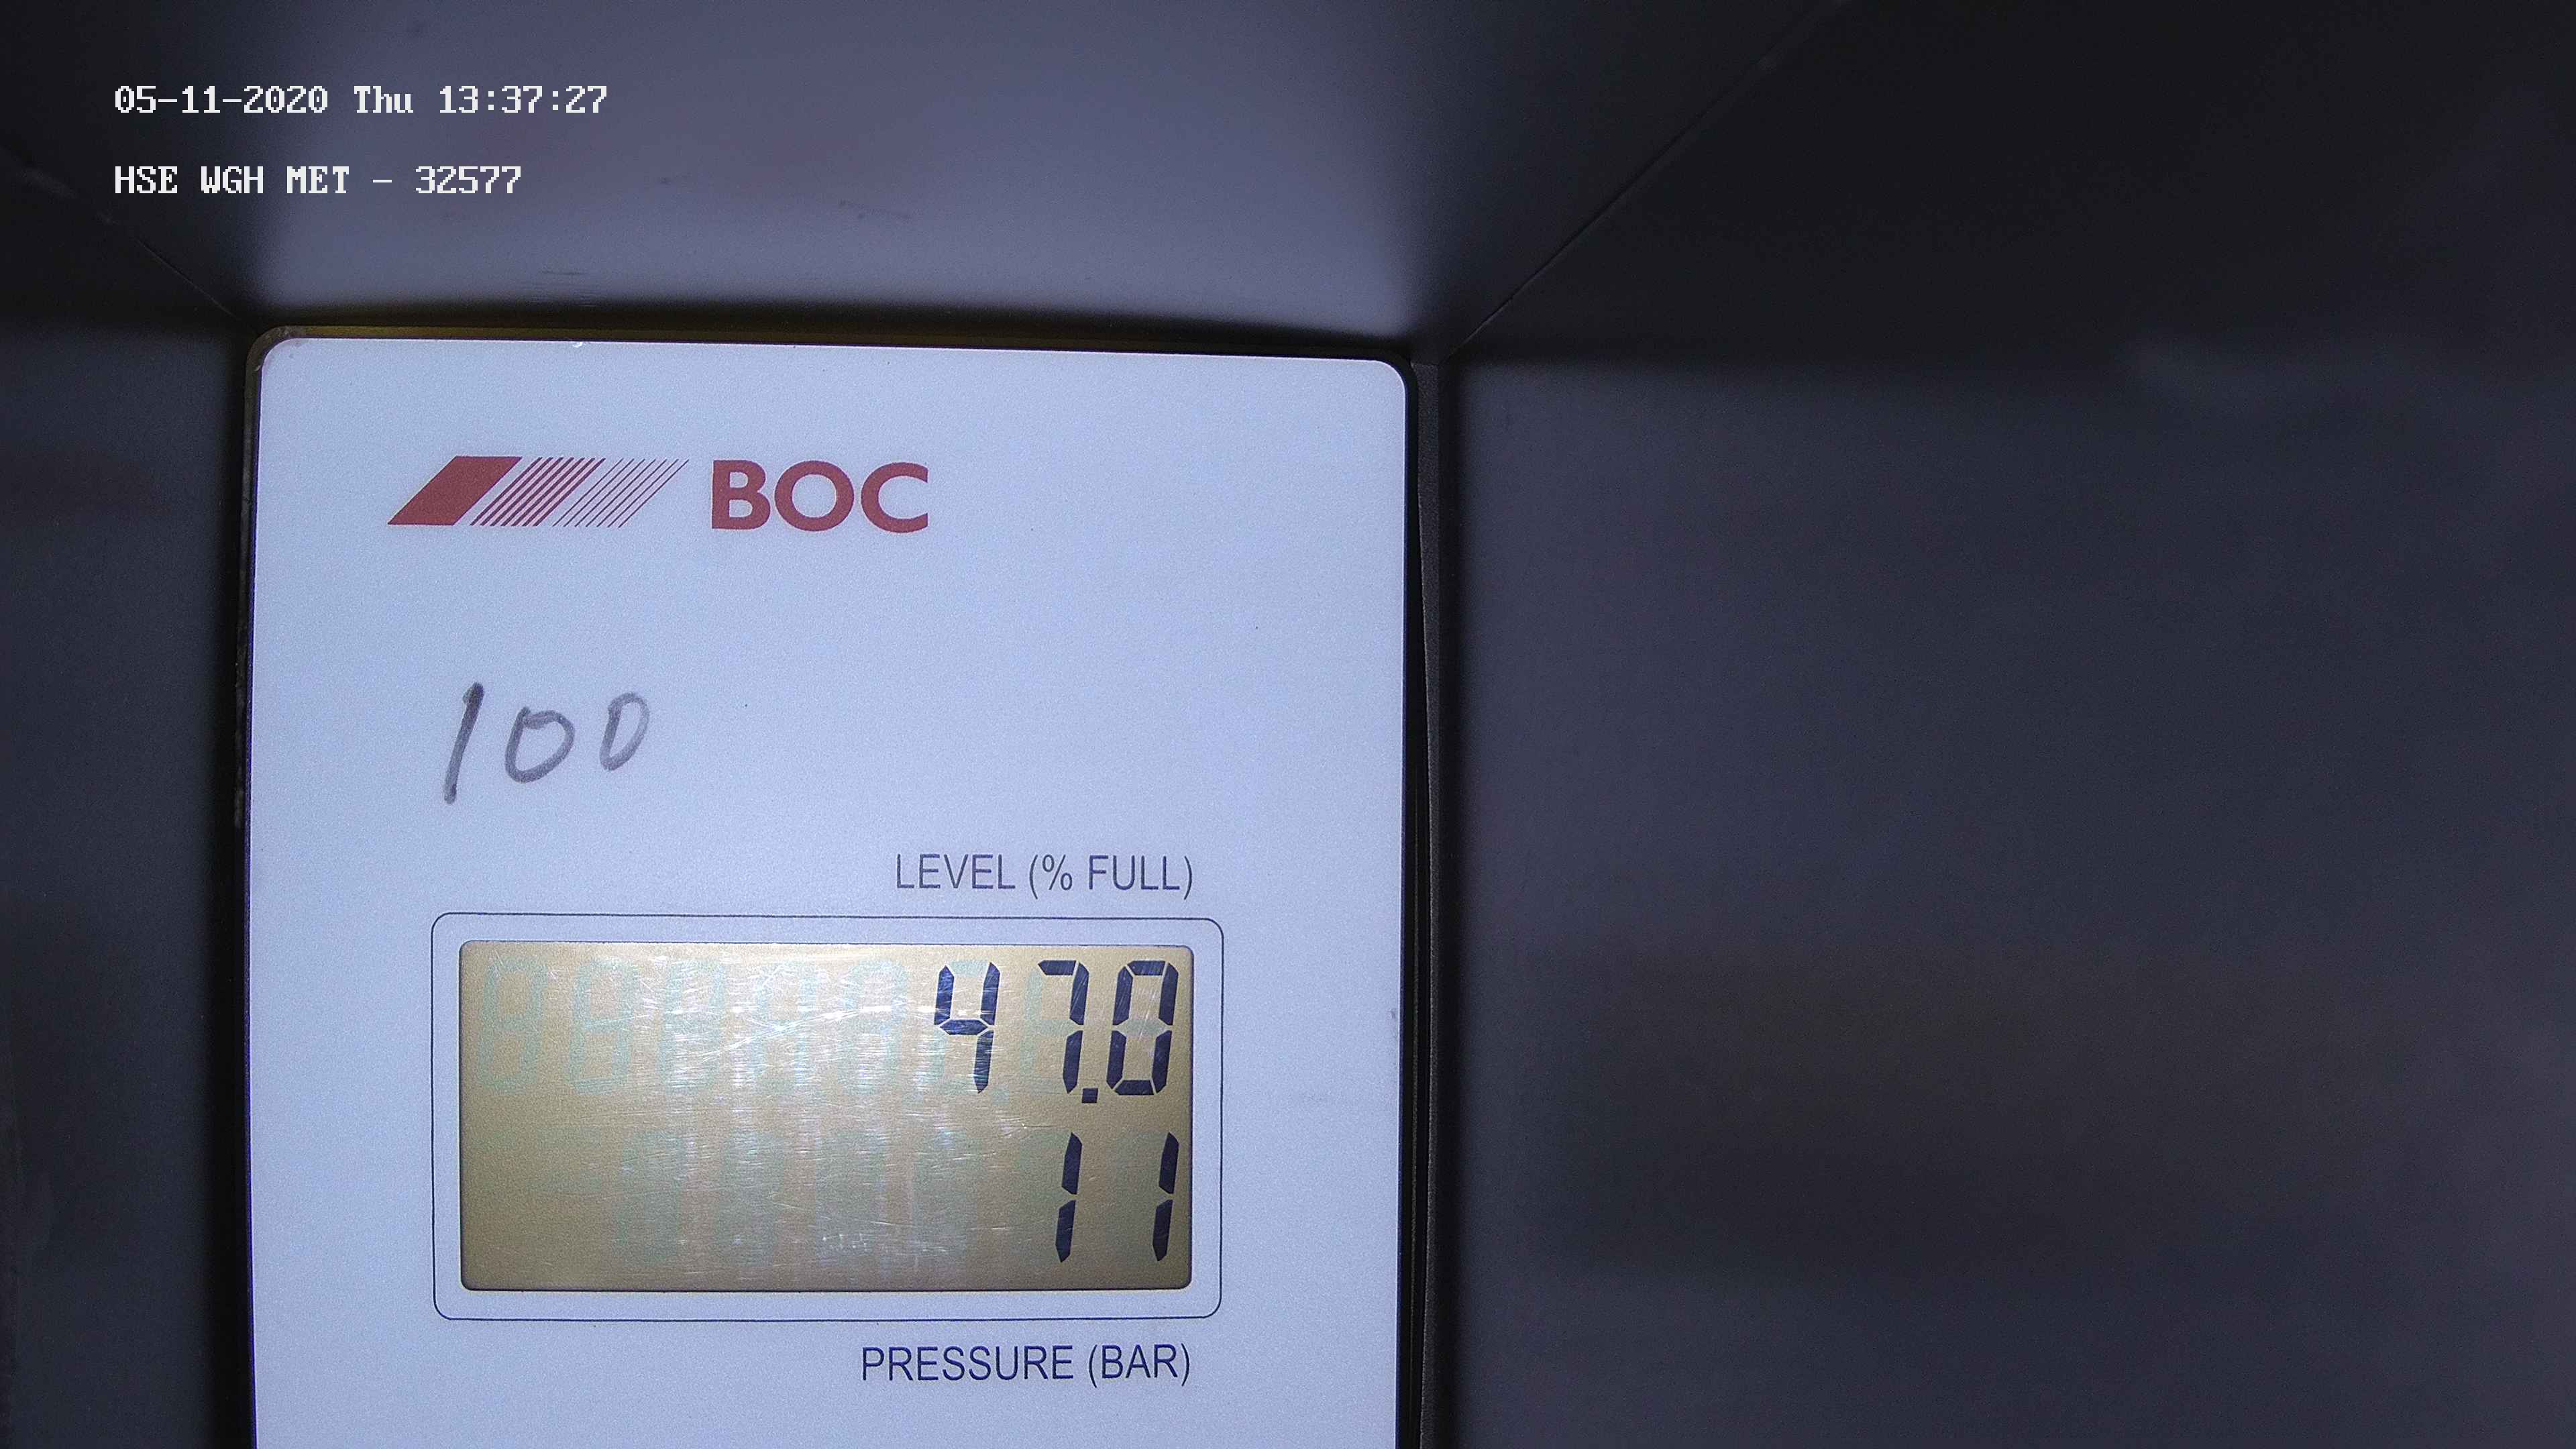 05-11-2020 Thu 13:37:27
HSE WGH MET - 32577
BOC
100
LEVEL (% FULL)
47.0
11
PRESSURE (BAR)